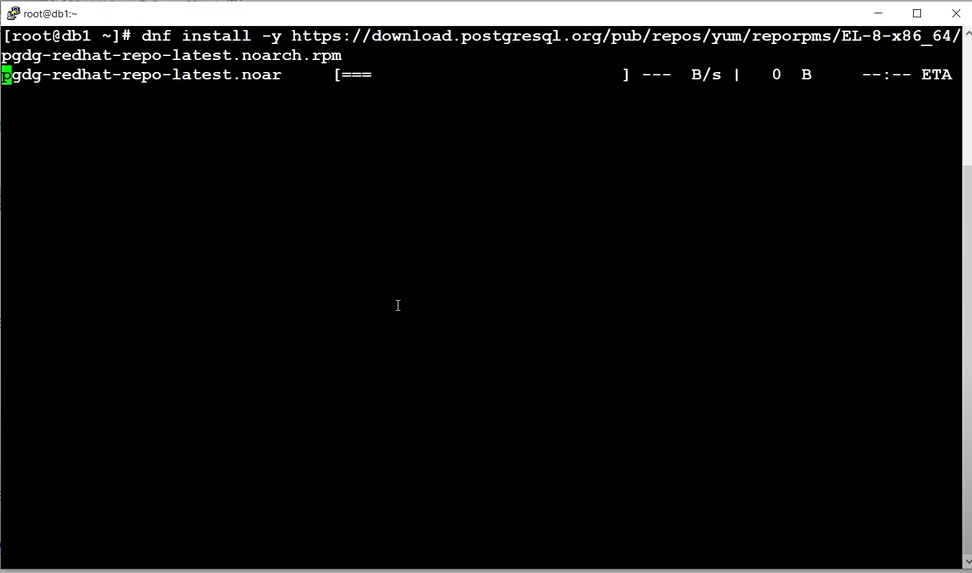 root@db1:~
[root@db1 ~]# dnf install -y https://download.postgresql.org/pub/repos/yum/reporpms/EL-8-x86_64/
pgdg-redhat-repo-latest.noarch.rpm
pgdg-redhat-repo-latest.noar [=== ] --- B/s | 0 B --:-- ETA